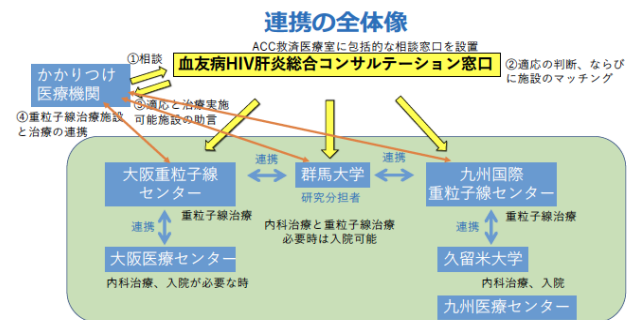 連携の全体像
ACC救済医療室に包括的な相談窓口を設置
①相談
血友病HIV肝炎総合コンサルテーション窓口
②適応の判断、ならび
に施設のマッチング
かかりつけ
医療機関
③適応と治療実施
可能施設の助言
④重粒子線治療施設
と治療の連携
大阪重粒子線
センター
連携
群馬大学
連携
九州国際
重粒子線センター
研究分担者
重粒子線治療
重粒子線治療
連携
内科治療と重粒子線治療
必要時は入院可能
連携
大阪医療センター
久留米大学
内科治療、入院が必要な時
内科治療、入院
九州医療センター